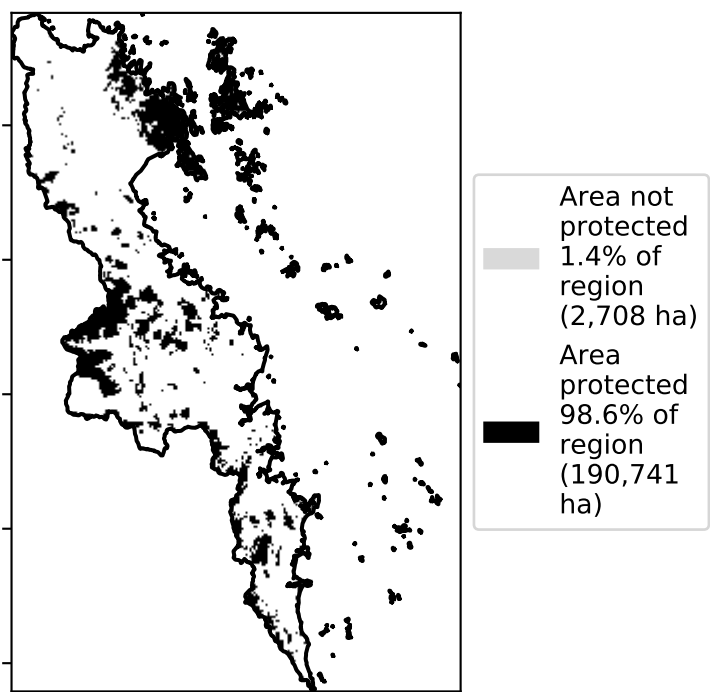 Area not
protected
1.4% of
region
(2,708 ha)
Area
protected
98.6% of
region
(190,741
ha)